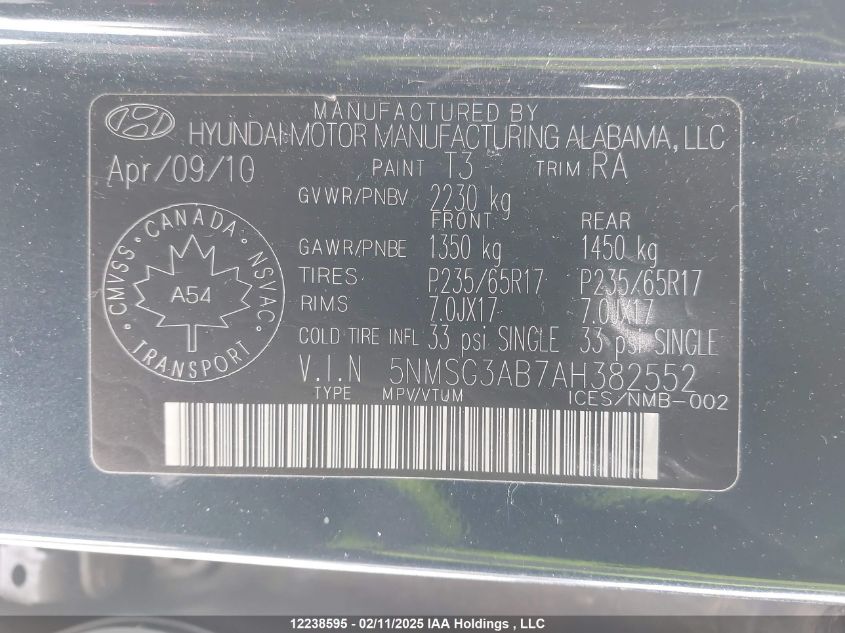 MANUFACTURED BY
HYUNDAI MOTOR MANUFACTURING ALABAMA, LLC
Apr/09/10 PAINT T3 TRIM RA
GVWR/PNBV 2230 kg
FRONT REAR
GAWR/PNBE 1350 kg 1450 kg
TIRES P235/65R17 P235/65R17
RIMS 7.0JX17 7.0JX17
COLD TIRE INFL 33 psi SINGLE 33 psi SINGLE
V.I.N 5NMSG3AB7AH382552
TYPE MPV/VTUM ICES/NMB-002
CMVSS · CANADA · NSVAC
A54
TRANSPORT
12238595 - 02/11/2025 IAA Holdings , LLC